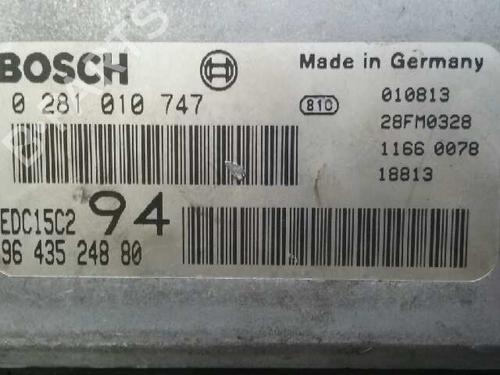 BOSCH
Made in Germany
0 281 010 747
810
010813
28FM0328
1166 0078
18813
EDC15C2
94
96 435 248 80